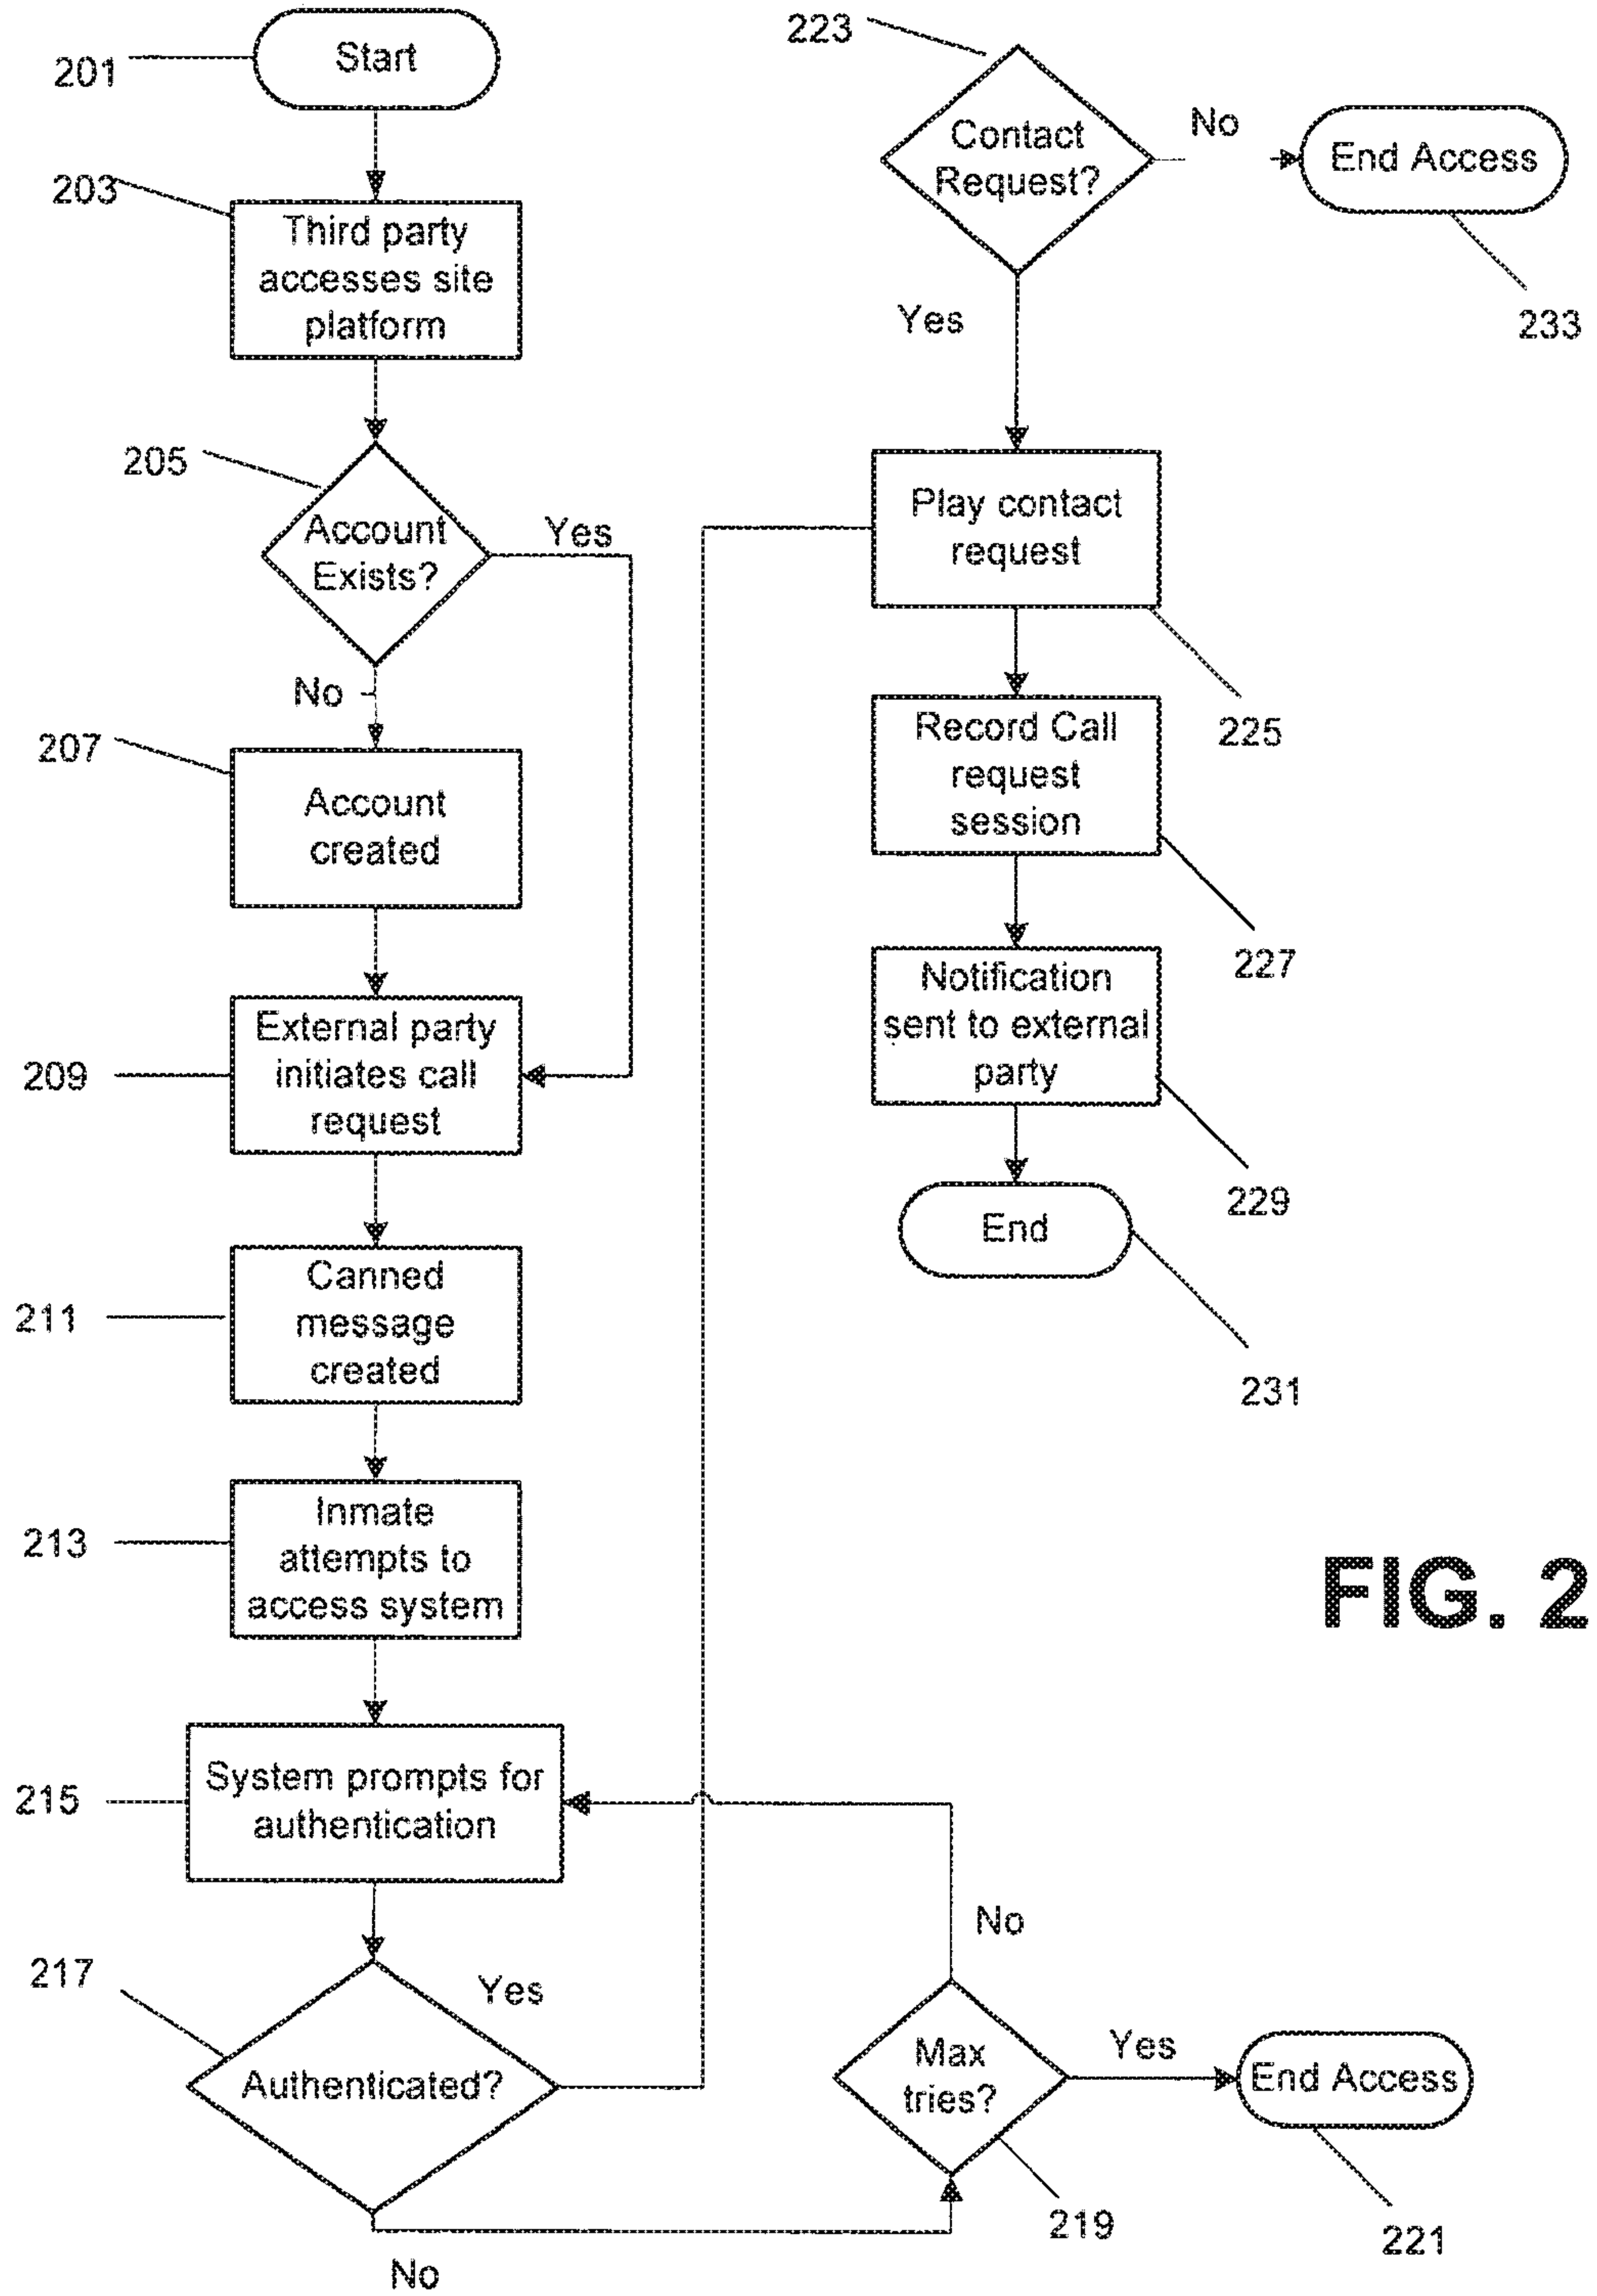 201
Start
203
Third party
accesses site
platform
205
Account
Exists?
Yes
No
207
Account
created
209
External party
initiates call
request
211
Canned
message
created
213
Inmate
attempts to
access system
215
System prompts for
authentication
217
Authenticated?
Yes
No
223
Contact
Request?
No
End Access
233
Yes
Play contact
request
225
Record Call
request
session
227
Notification
sent to external
party
229
End
231
FIG. 2
No
Max
tries?
Yes
End Access
219
221